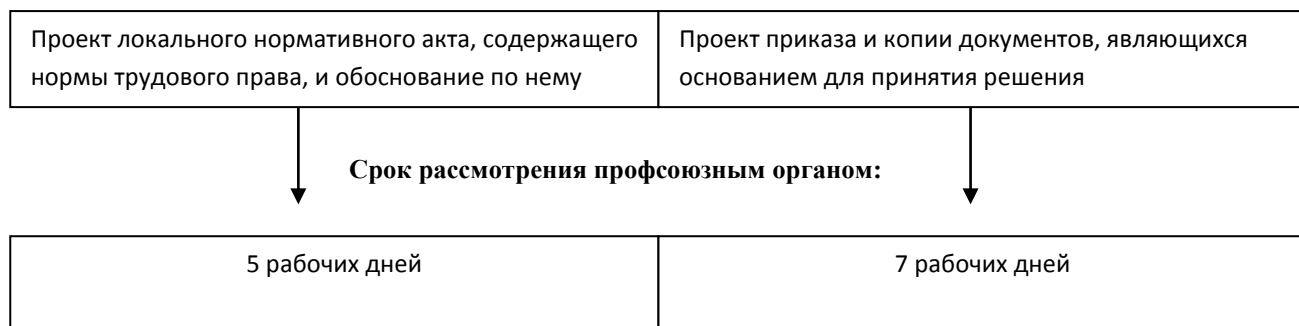 Проект локального нормативного акта, содержащего
нормы трудового права, и обоснование по нему
Проект приказа и копии документов, являющихся
основанием для принятия решения
Срок рассмотрения профсоюзным органом:
5 рабочих дней
7 рабочих дней